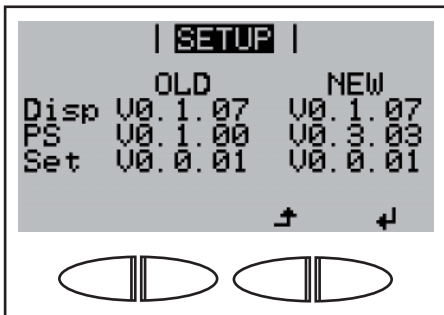 | SETUP |
OLD NEW
Disp V0.1.07 V0.1.07
PS V0.1.00 V0.3.03
Set V0.0.01 V0.0.01